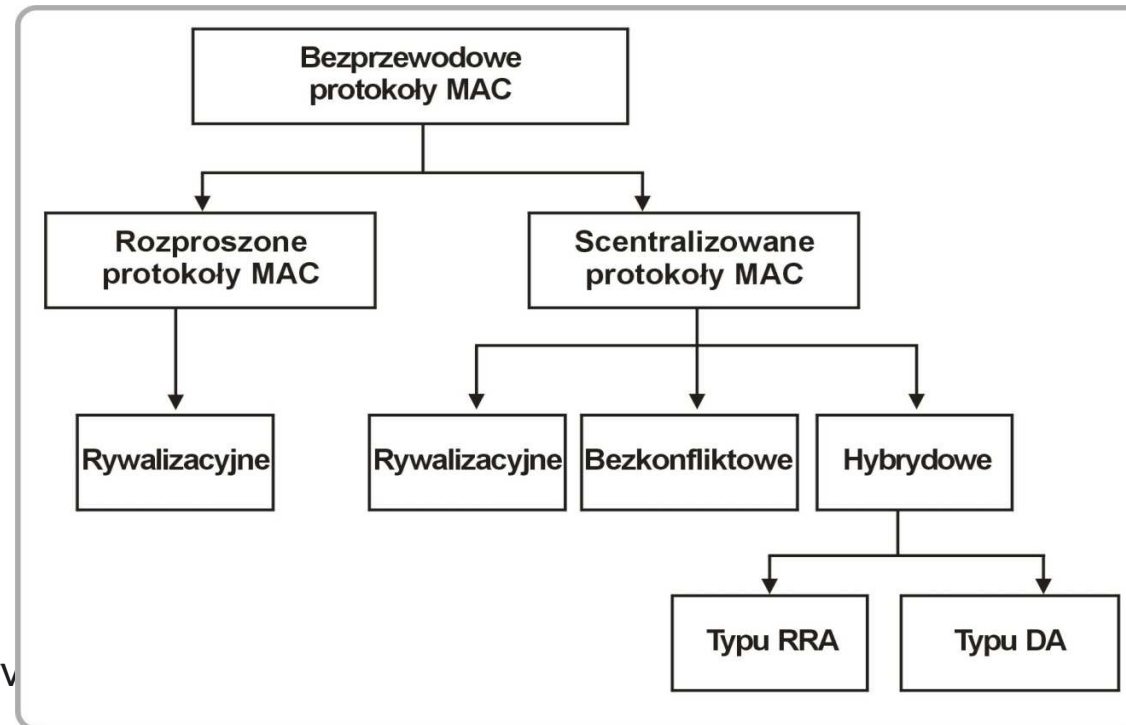 Bezprzewodowe
protokoły MAC
Rozproszone
protokoły MAC
Scentralizowane
protokoły MAC
Rywalizacyjne
Rywalizacyjne
Bezkonfliktowe
Hybrydowe
Typu RRA
Typu DA